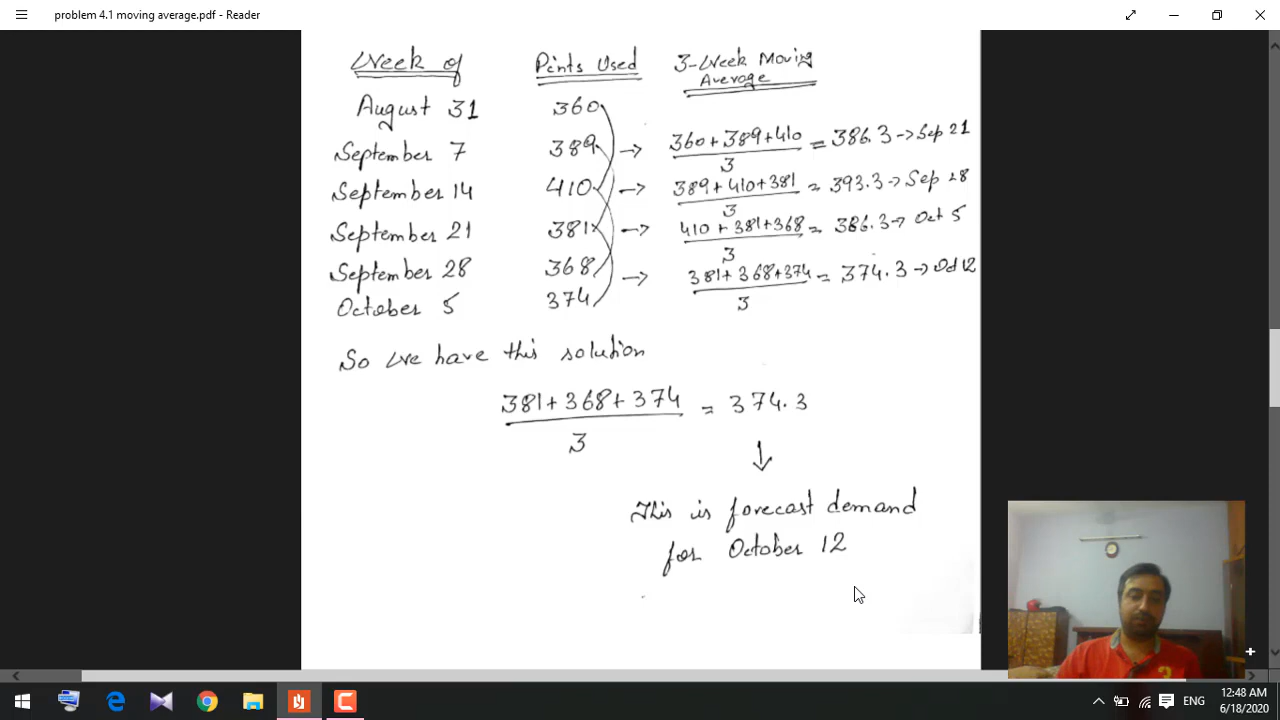 problem 4.1 moving average.pdf - Reader
Week of Pints Used 3-Week Moving Average
August 31 360
September 7 389 → 360+389+410/3 = 386.3 → Sep 21
September 14 410 → 389+410+381/3 = 393.3 → Sep 28
September 21 381 → 410+381+368/3 = 386.3 → Oct 5
September 28 368 → 381+368+374/3 = 374.3 → Oct 12
October 5 374
So we have this solution
381+368+374/3 = 374.3
↓
This is forecast demand
for October 12
ENG
12:48 AM
6/18/2020